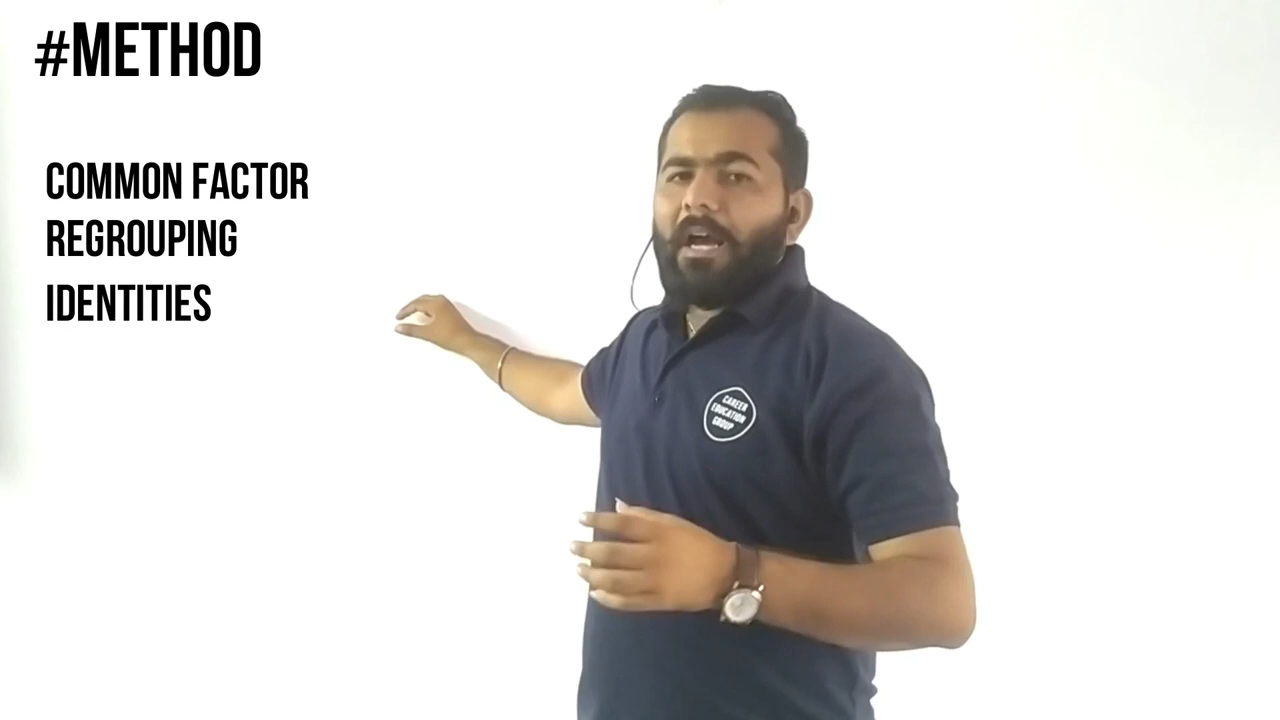 #METHOD
COMMON FACTOR
REGROUPING
IDENTITIES
CAREER
EDUCATION
GROUP